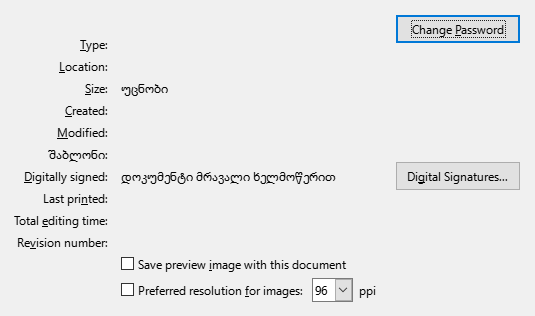 Change Password
Type:
Location:
Size: უცნობი
Created:
Modified:
შაბლონი:
Digitally signed: დოკუმენტი მრავალი ხელმოწერით Digital Signatures...
Last printed:
Total editing time:
Revision number:
Save preview image with this document
Preferred resolution for images: 96 ppi